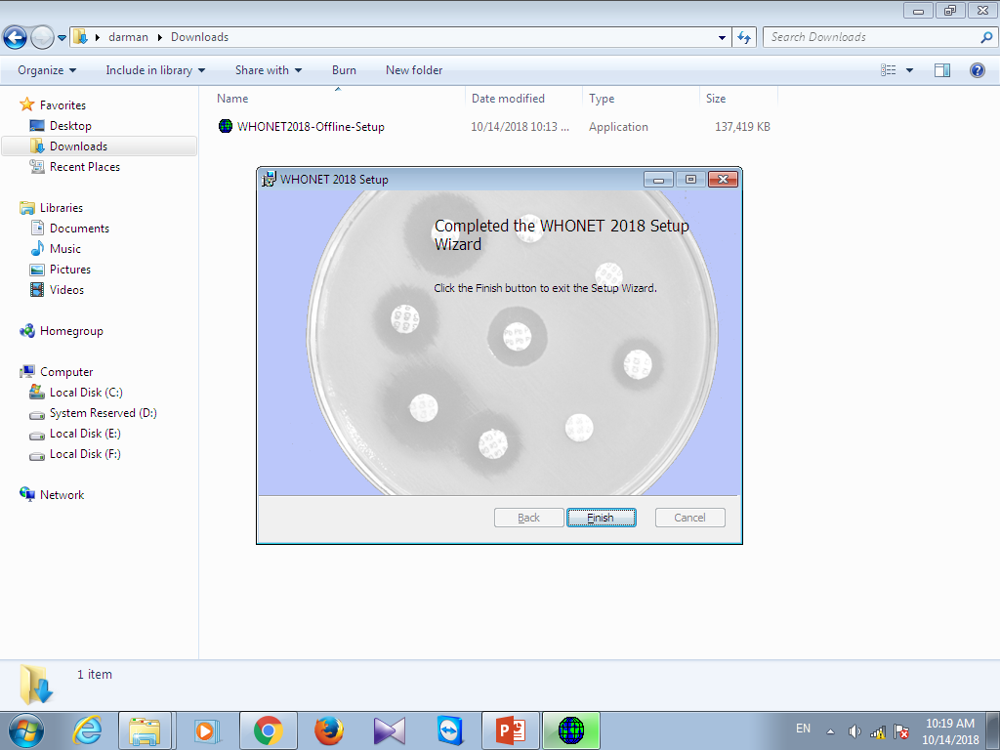 darman Downloads
Search Downloads
Organize Include in library Share with Burn New folder
Name Date modified Type Size
WHONET2018-Offline-Setup 10/14/2018 10:13 ... Application 137,419 KB
Favorites
Desktop
Downloads
Recent Places
Libraries
Documents
Music
Pictures
Videos
Homegroup
Computer
Local Disk (C:)
System Reserved (D:)
Local Disk (E:)
Local Disk (F:)
Network
WHONET 2018 Setup
Completed the WHONET 2018 Setup
Wizard
Click the Finish button to exit the Setup Wizard.
Back Finish Cancel
1 item
EN
10:19 AM
10/14/2018